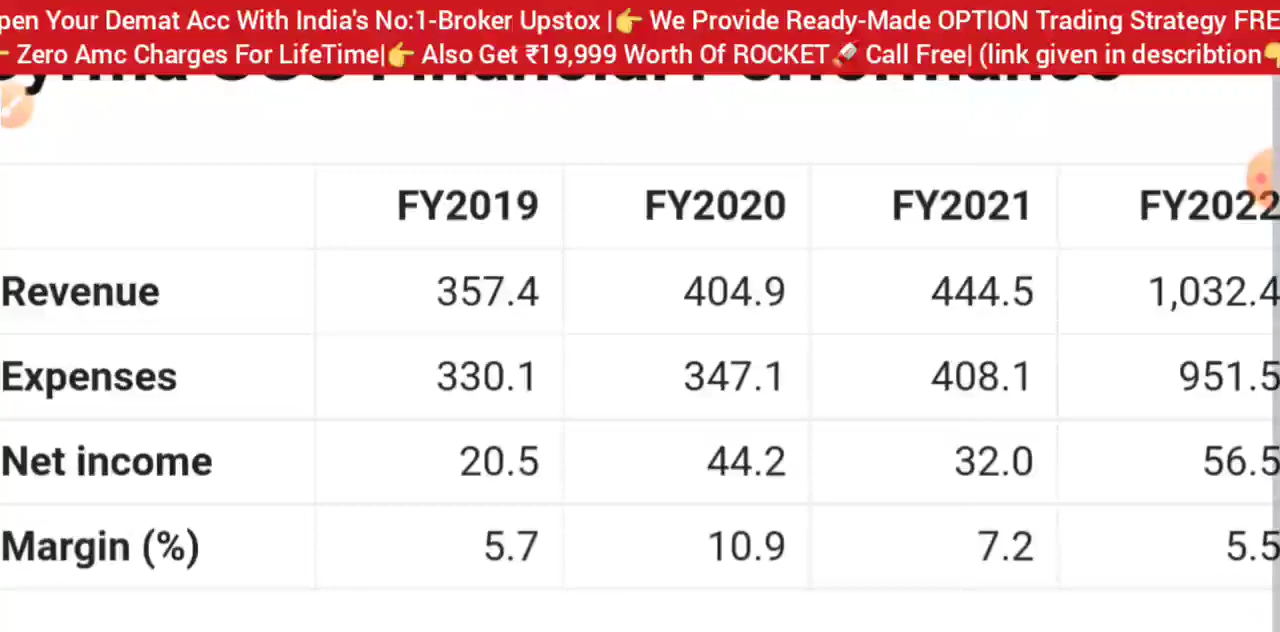 pen Your Demat Acc With India's No:1-Broker Upstox |👉 We Provide Ready-Made OPTION Trading Strategy FRE
Zero Amc Charges For LifeTime|👉 Also Get ₹19,999 Worth Of ROCKET🚀 Call Free| (link given in describtion👇
FY2019 FY2020 FY2021 FY2022
Revenue 357.4 404.9 444.5 1,032.4
Expenses 330.1 347.1 408.1 951.5
Net income 20.5 44.2 32.0 56.5
Margin (%) 5.7 10.9 7.2 5.5